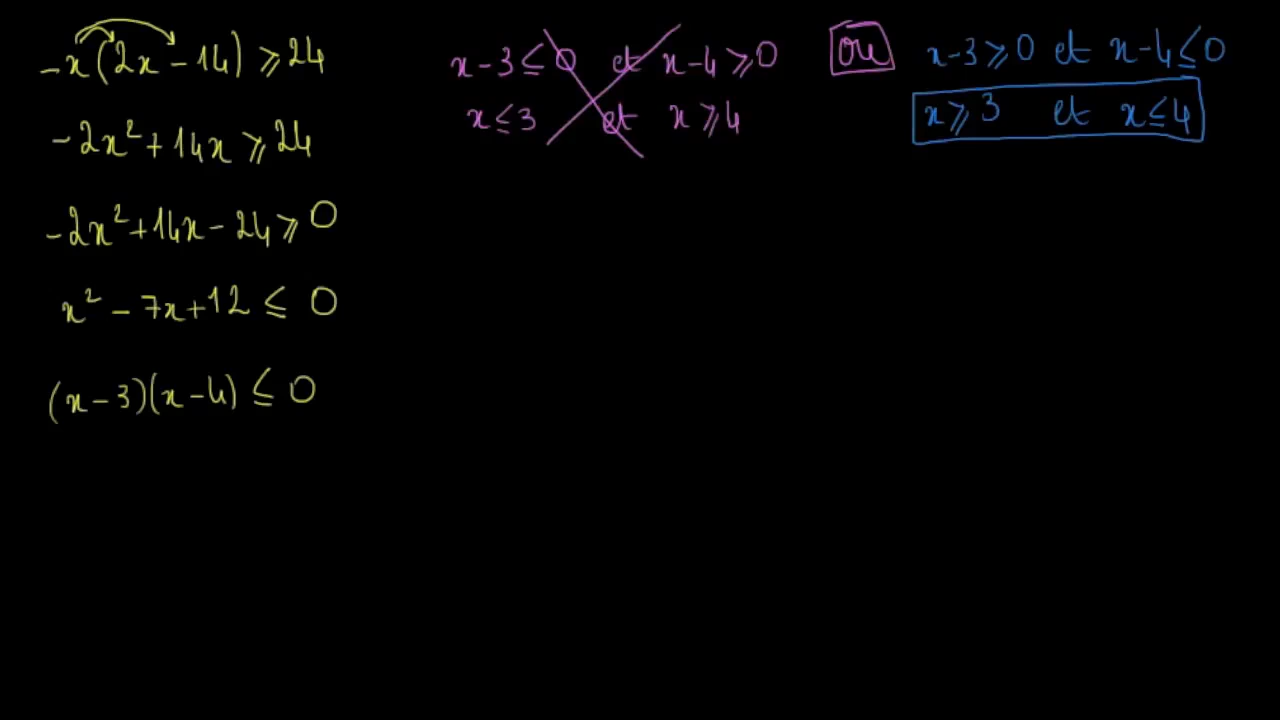 -x(2x-14) ⩾ 24
-2x²+14x ⩾ 24
-2x²+14x-24 ⩾ 0
x²-7x+12 ≤ 0
(x-3)(x-4) ≤ 0
x-3 ≤ 0 et x-4 ⩾ 0
x ≤ 3 et x ⩾ 4
ou
x-3 ⩾ 0 et x-4 ≤ 0
x ⩾ 3 et x ≤ 4